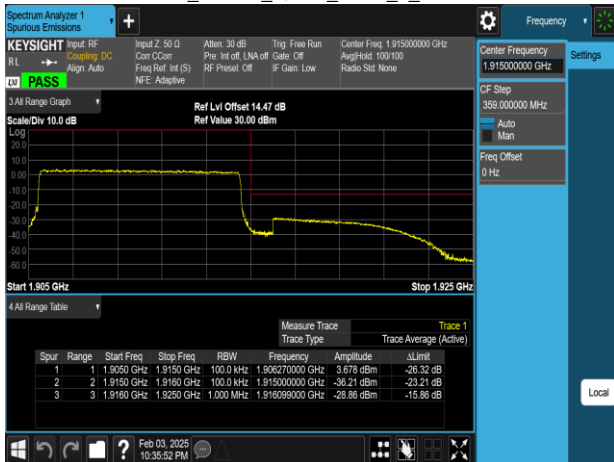 Spectrum Analyzer 1
Spurious Emissions
Frequency
KEYSIGHT
RL
LXI PASS
Input: RF
Coupling: DC
Align: Auto
Input Z: 50 Ω
Corr CCorr
Freq Ref: Int (S)
NFE: Adaptive
Atten: 30 dB
Pre: Int off, LNA off
RF Preset: Off
Trig: Free Run
Gate: Off
IF Gain: Low
Center Freq: 1.915000000 GHz
Avg|Hold: 100/100
Radio Std: None
Center Frequency
1.915000000 GHz
Settings
CF Step
359.000000 MHz
Auto
Man
Freq Offset
0 Hz
Local
3 All Range Graph
Scale/Div 10.0 dB
Ref Lvl Offset 14.47 dB
Ref Value 30.00 dBm
Log
20.0
10.0
0.00
-10.0
-20.0
-30.0
-40.0
-50.0
-60.0
Start 1.905 GHz
Stop 1.925 GHz
4 All Range Table
Measure Trace Trace 1
Trace Type Trace Average (Active)
Spur Range Start Freq Stop Freq RBW Frequency Amplitude ΔLimit
1 1 1.9050 GHz 1.9150 GHz 100.0 kHz 1.906270000 GHz 3.678 dBm -26.32 dB
2 2 1.9150 GHz 1.9160 GHz 100.0 kHz 1.915000000 GHz -36.21 dBm -23.21 dB
3 3 1.9160 GHz 1.9250 GHz 1.000 MHz 1.916099000 GHz -28.86 dBm -15.86 dB
Feb 03, 2025
10:35:52 PM